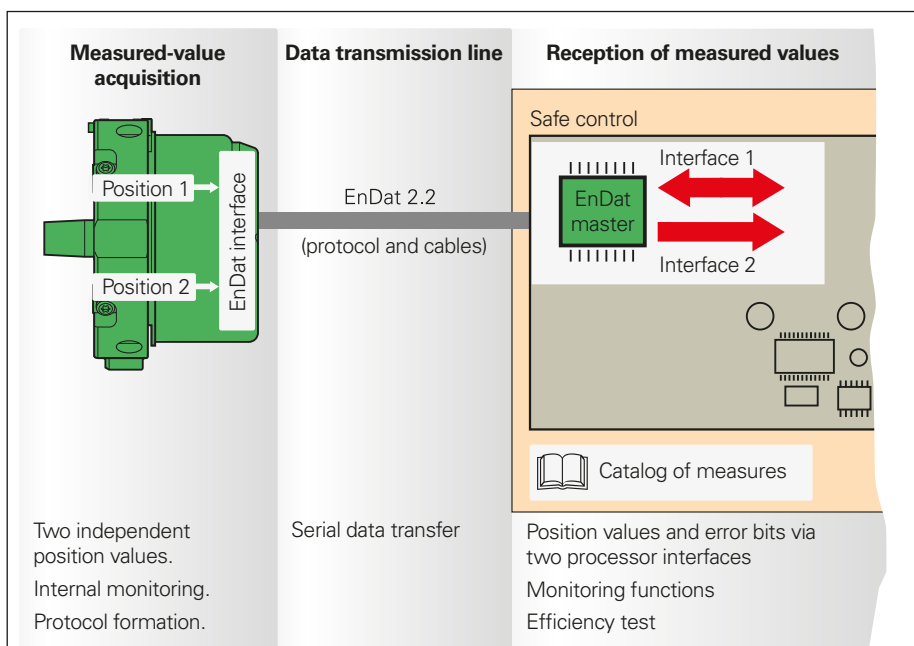 Measured-value
acquisition
Data transmission line
Reception of measured values
Position 1
Position 2
EnDat interface
EnDat 2.2
(protocol and cables)
Safe control
EnDat
master
Interface 1
Interface 2
Catalog of measures
Two independent
position values.
Internal monitoring.
Protocol formation.
Serial data transfer
Position values and error bits via
two processor interfaces
Monitoring functions
Efficiency test